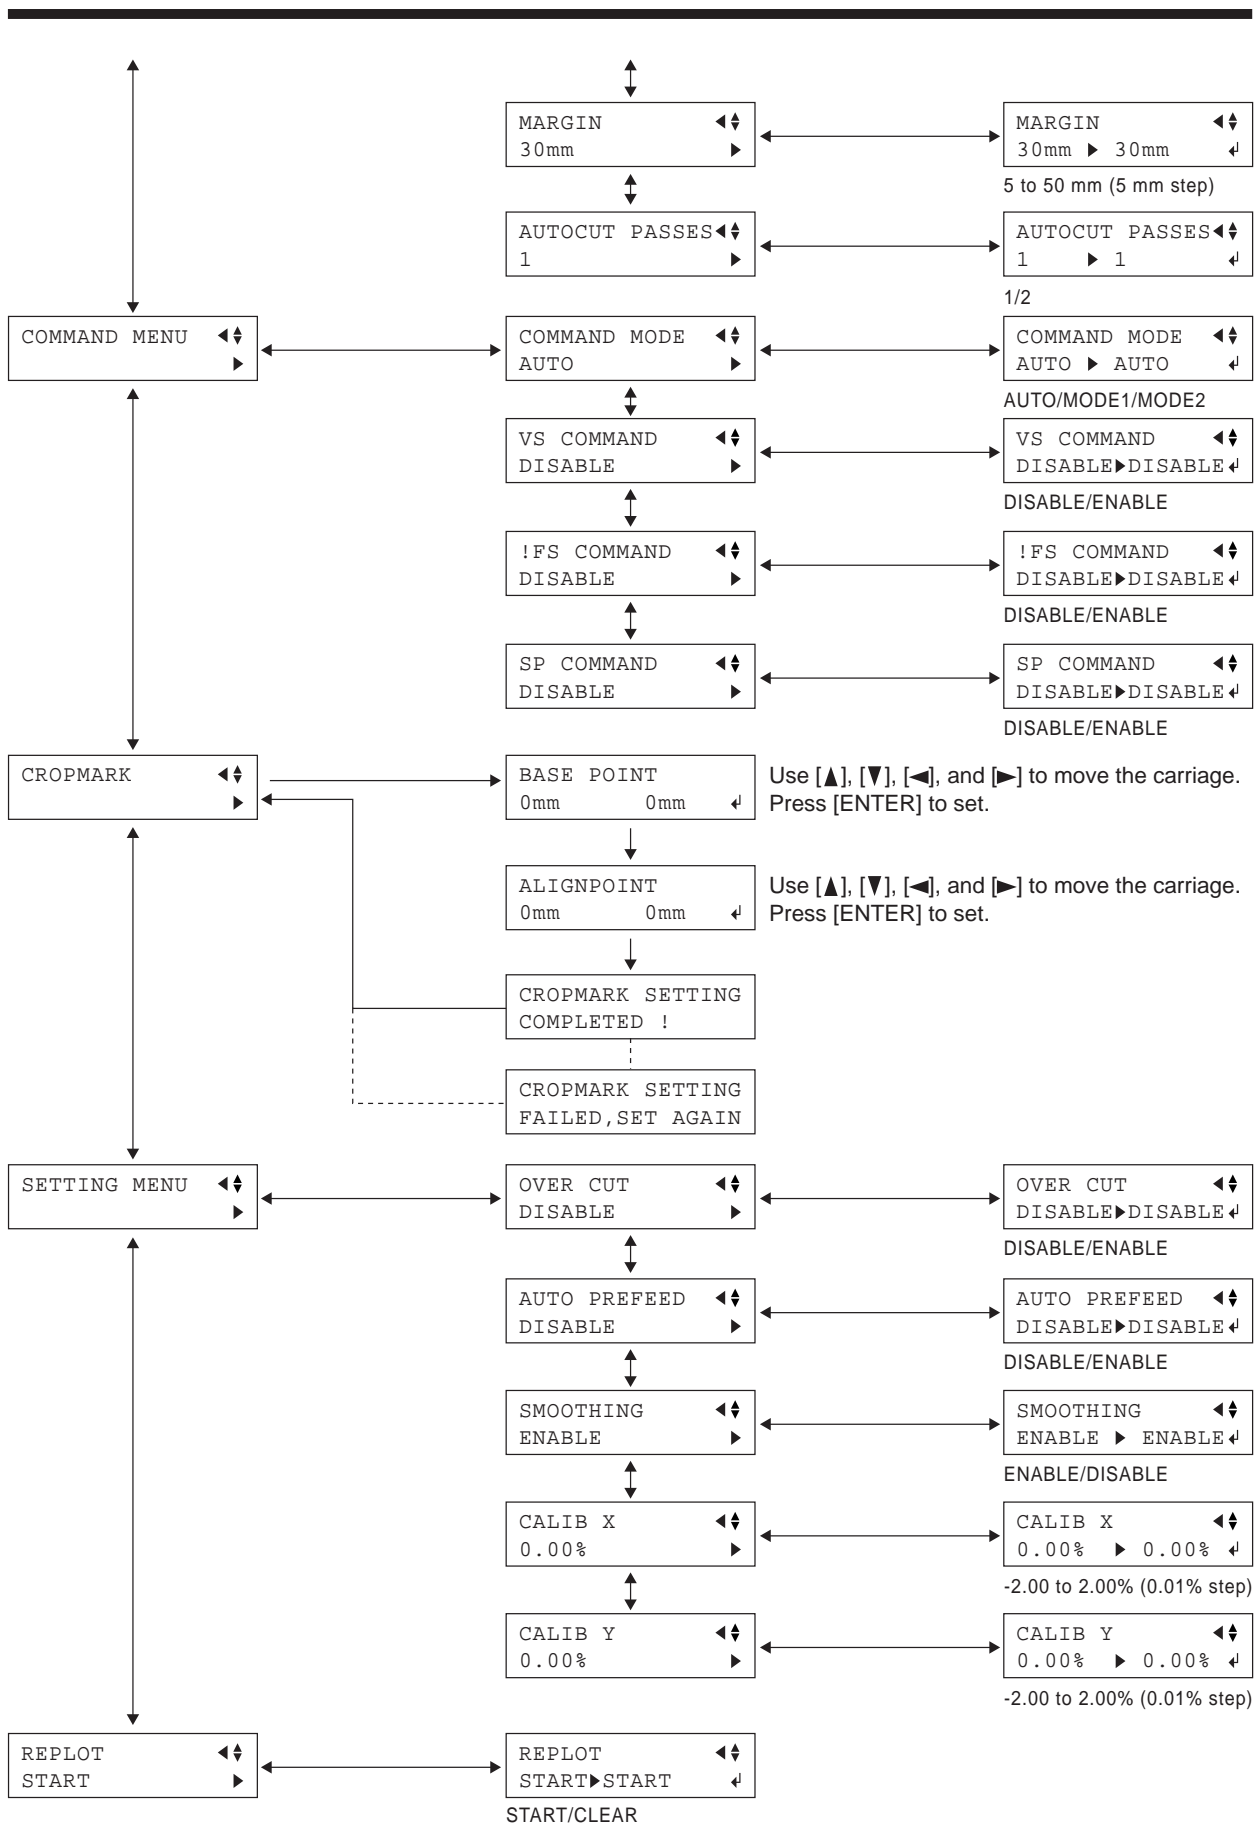 MARGIN
30mm
MARGIN
30mm ▶ 30mm
5 to 50 mm (5 mm step)
AUTOCUT PASSES
1
AUTOCUT PASSES
1 ▶ 1
1/2
COMMAND MENU
COMMAND MODE
AUTO
COMMAND MODE
AUTO ▶ AUTO
AUTO/MODE1/MODE2
VS COMMAND
DISABLE
VS COMMAND
DISABLE▶DISABLE
DISABLE/ENABLE
!FS COMMAND
DISABLE
!FS COMMAND
DISABLE▶DISABLE
DISABLE/ENABLE
SP COMMAND
DISABLE
SP COMMAND
DISABLE▶DISABLE
DISABLE/ENABLE
CROPMARK
BASE POINT
0mm 0mm
Use [▲], [▼], [◄], and [►] to move the carriage.
Press [ENTER] to set.
ALIGNPOINT
0mm 0mm
Use [▲], [▼], [◄], and [►] to move the carriage.
Press [ENTER] to set.
CROPMARK SETTING
COMPLETED !
CROPMARK SETTING
FAILED,SET AGAIN
SETTING MENU
OVER CUT
DISABLE
OVER CUT
DISABLE▶DISABLE
DISABLE/ENABLE
AUTO PREFEED
DISABLE
AUTO PREFEED
DISABLE▶DISABLE
DISABLE/ENABLE
SMOOTHING
ENABLE
SMOOTHING
ENABLE ▶ ENABLE
ENABLE/DISABLE
CALIB X
0.00%
CALIB X
0.00% ▶ 0.00%
-2.00 to 2.00% (0.01% step)
CALIB Y
0.00%
CALIB Y
0.00% ▶ 0.00%
-2.00 to 2.00% (0.01% step)
REPLOT
START
REPLOT
START▶START
START/CLEAR